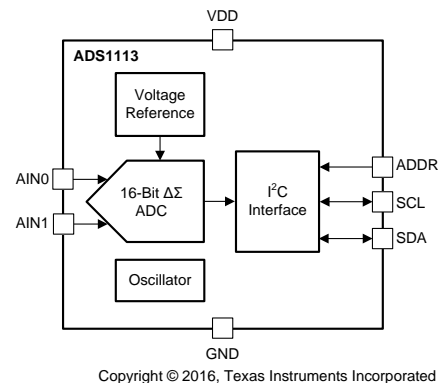 VDD
ADS1113
Voltage
Reference
AIN0
AIN1
16-Bit ΔΣ
ADC
I²C
Interface
ADDR
SCL
SDA
Oscillator
GND
Copyright © 2016, Texas Instruments Incorporated